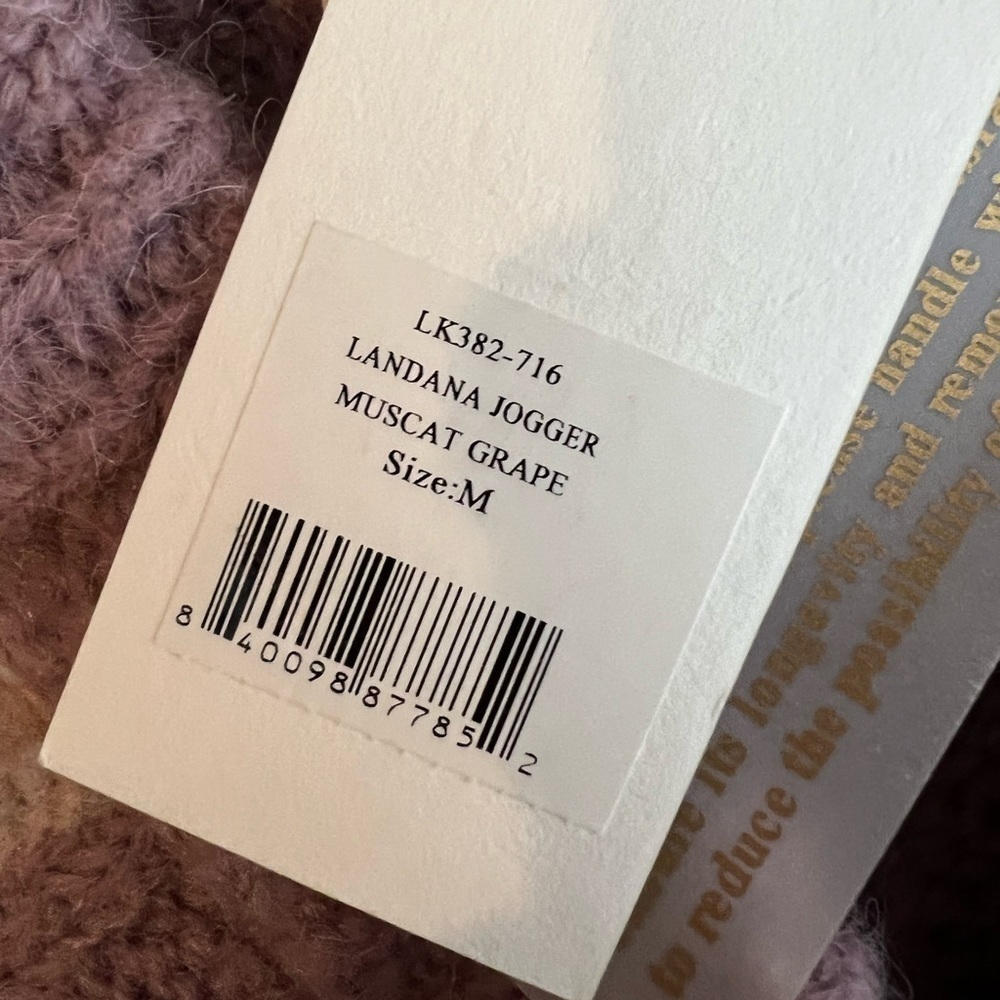 LK382-716
LANDANA JOGGER
MUSCAT GRAPE
Size:M
8 40098 87785 2
handle
and remo
its longevity
to reduce the possibility